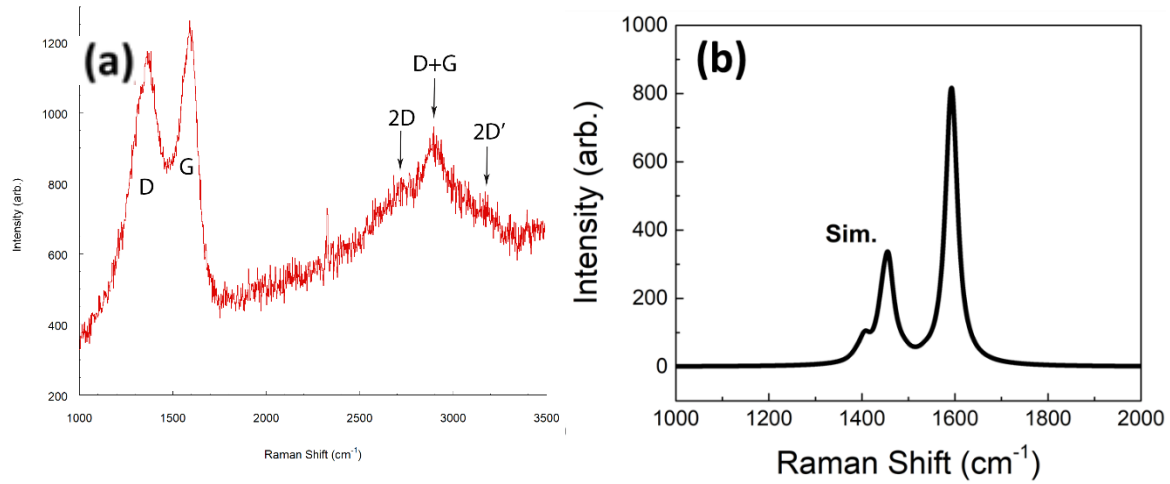 (a)
1200
1000
800
600
400
200
1000 1500 2000 2500 3000 3500
Intensity (arb.)
Raman Shift (cm⁻¹)
D
G
2D
D+G
2D’
(b)
1000
800
600
400
200
0
1000 1200 1400 1600 1800 2000
Intensity (arb.)
Raman Shift (cm⁻¹)
Sim.